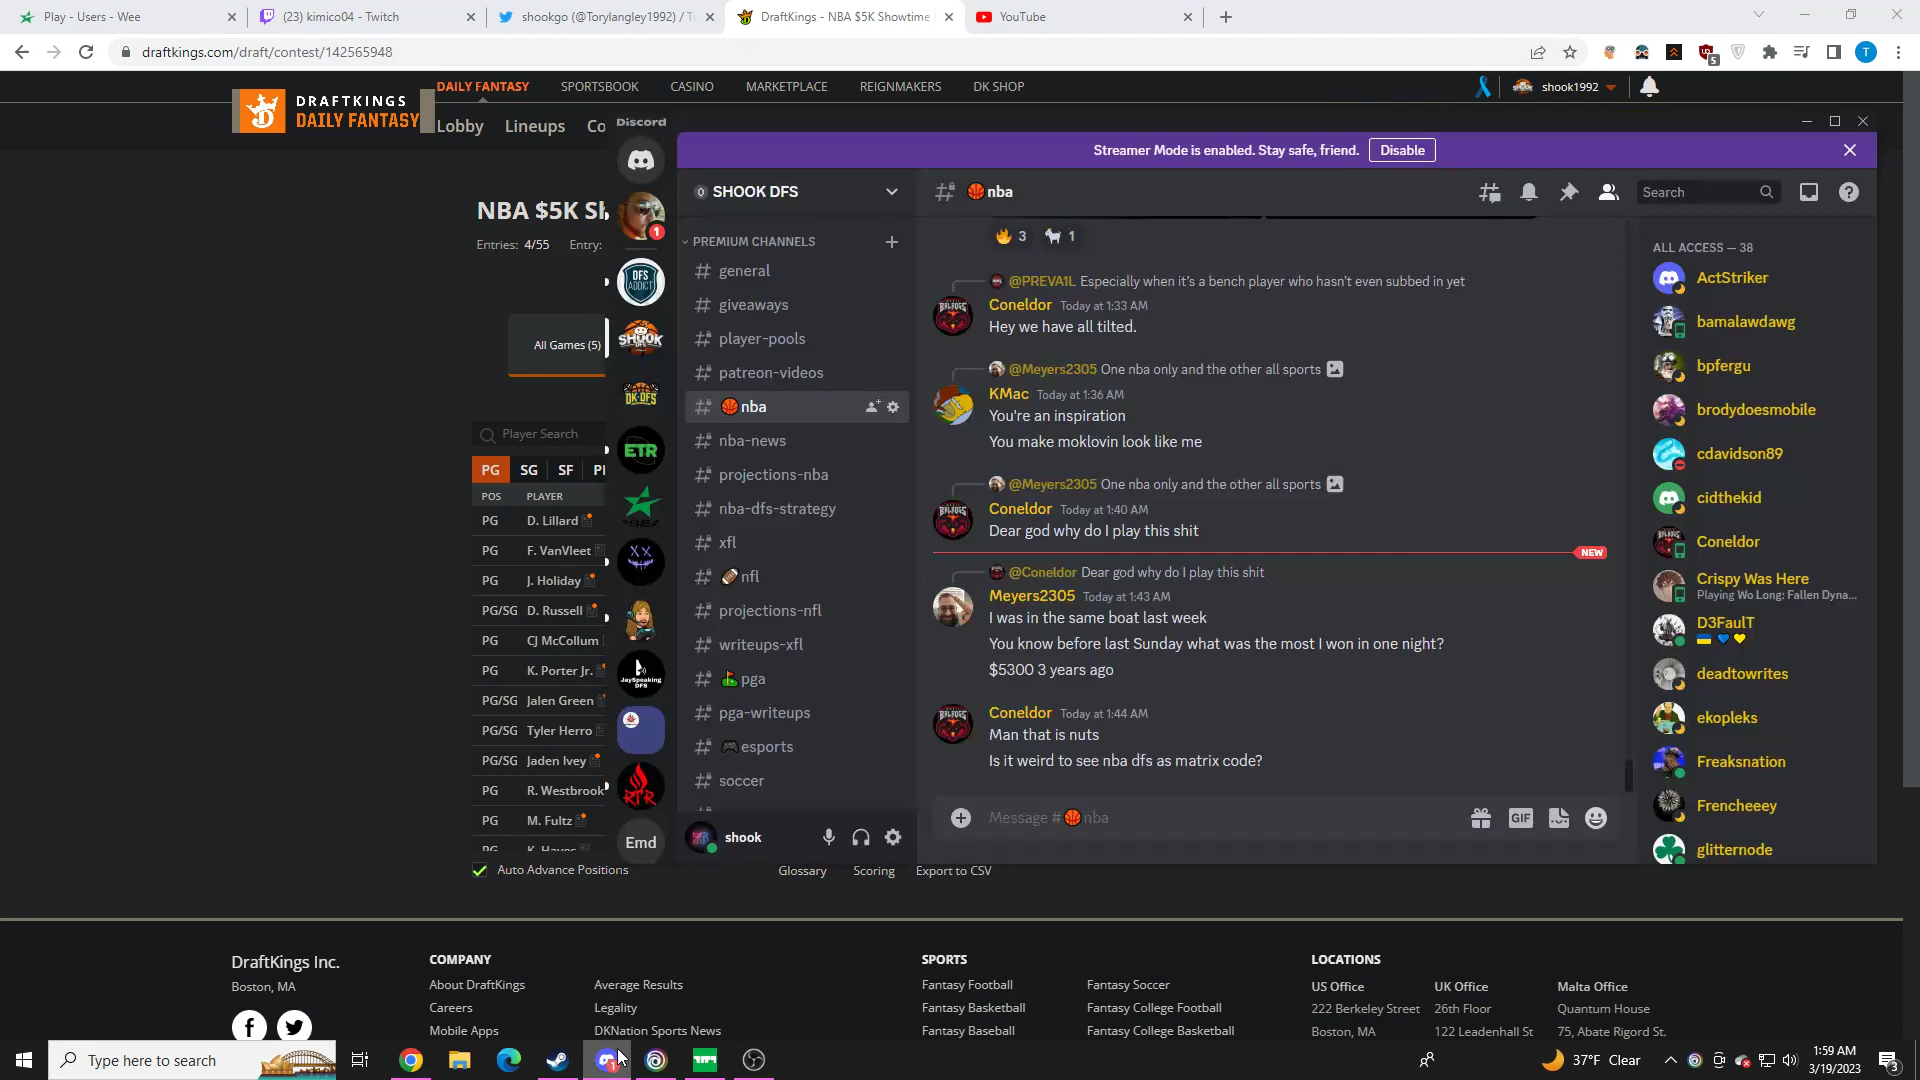 Play - Users - Wee
(23) kimico04 - Twitch
shookgo (@Torylangley1992) / Tw
DraftKings - NBA $5K Showtime
YouTube
draftkings.com/draft/contest/142565948
5
T
DRAFTKINGS
DAILY FANTASY
DAILY FANTASY
SPORTSBOOK
CASINO
MARKETPLACE
REIGNMAKERS
DK SHOP
shook1992
Lobby
Lineups
Co
NBA $5K Sh
Entries: 4/55
Entry:
All Games (5)
Player Search
PG
SG
SF
POS
PLAYER
PG
D. Lillard
PG
F. VanVleet
PG
J. Holiday
PG/SG
D. Russell
PG
CJ McCollum
PG
K. Porter Jr.
PG/SG
Jalen Green
PG/SG
Tyler Herro
PG/SG
Jaden Ivey
PG
R. Westbrook
PG
M. Fultz
PG
K. Hayes
Auto Advance Positions
Glossary
Scoring
Export to CSV
Discord
1
DFS
ADDICT
SHOOK
DK-DFS
ETR
JaySpeaking
DFS
RTR
Emd
Streamer Mode is enabled. Stay safe, friend.
Disable
SHOOK DFS
PREMIUM CHANNELS
general
giveaways
player-pools
patreon-videos
nba
nba-news
projections-nba
nba-dfs-strategy
xfl
nfl
projections-nfl
writeups-xfl
pga
pga-writeups
esports
soccer
shook
nba
Search
3
1
@PREVA1L Especially when it's a bench player who hasn't even subbed in yet
Coneldor Today at 1:33 AM
Hey we have all tilted.
@Meyers2305 One nba only and the other all sports
KMac Today at 1:36 AM
You're an inspiration
You make moklovin look like me
@Meyers2305 One nba only and the other all sports
Coneldor Today at 1:40 AM
Dear god why do I play this shit
NEW
@Coneldor Dear god why do I play this shit
Meyers2305 Today at 1:43 AM
I was in the same boat last week
You know before last Sunday what was the most I won in one night?
$5300 3 years ago
Coneldor Today at 1:44 AM
Man that is nuts
Is it weird to see nba dfs as matrix code?
Message # nba
GIF
ALL ACCESS — 38
ActStriker
bamalawdawg
bpfergu
brodydoesmobile
cdavidson89
cidthekid
Coneldor
Crispy Was Here
Playing Wo Long: Fallen Dyna...
D3FaulT
deadtowrites
ekopleks
Freaksnation
Frencheeey
glitternode
DraftKings Inc.
Boston, MA
COMPANY
About DraftKings
Careers
Mobile Apps
Average Results
Legality
DKNation Sports News
SPORTS
Fantasy Football
Fantasy Basketball
Fantasy Baseball
Fantasy Soccer
Fantasy College Football
Fantasy College Basketball
LOCATIONS
US Office
222 Berkeley Street
Boston, MA
UK Office
26th Floor
122 Leadenhall St
Malta Office
Quantum House
75, Abate Rigord St.
Type here to search
37°F Clear
1:59 AM
3/19/2023
3